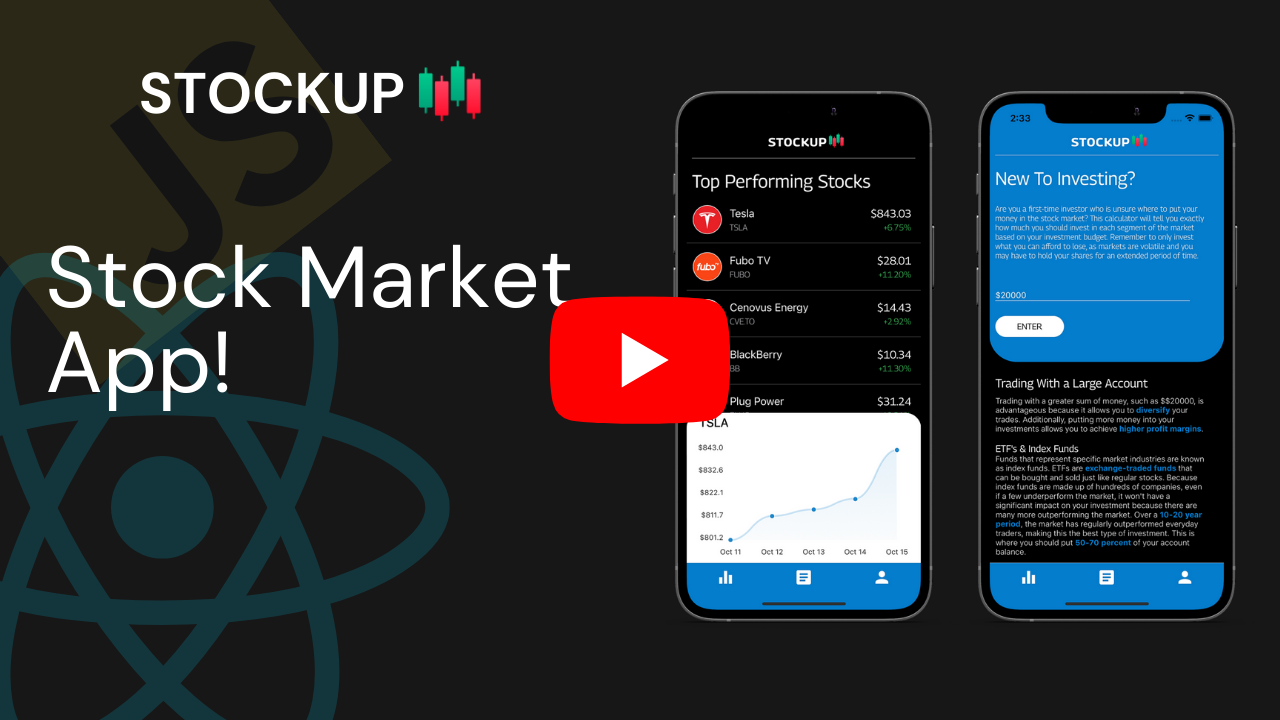 JS
STOCKUP
Stock Market
App!
STOCKUP
Top Performing Stocks
Tesla
$843.03
TSLA
+6.75%
fubo
Fubo TV
$28.01
FUBO
+11.20%
Cenovus Energy
$14.43
CVE.TO
+2.92%
BlackBerry
$10.34
BB
+11.30%
Plug Power
$31.24
TSLA
$843.0
$832.6
$822.1
$811.7
$801.2
Oct 11 Oct 12 Oct 13 Oct 14 Oct 15
2:33
STOCKUP
New To Investing?
Are you a first-time investor who is unsure where to put your
money in the stock market? This calculator will tell you exactly
how much you should invest in each segment of the market
based on your investment budget. Remember to only invest
what you can afford to lose, as markets are volatile and you
may have to hold your shares for an extended period of time.
$20000
ENTER
Trading With a Large Account
Trading with a greater sum of money, such as $$20000, is
advantageous because it allows you to diversify your
trades. Additionally, putting more money into your
investments allows you to achieve higher profit margins.
ETF's & Index Funds
Funds that represent specific market industries are known
as index funds. ETFs are exchange-traded funds that
can be bought and sold just like regular stocks. Because
index funds are made up of hundreds of companies, even
if a few underperform the market, it won't have a
significant impact on your investment because there are
many more outperforming the market. Over a 10-20 year
period, the market has regularly outperformed everyday
traders, making this the best type of investment. This is
where you should put 50-70 percent of your account
balance.